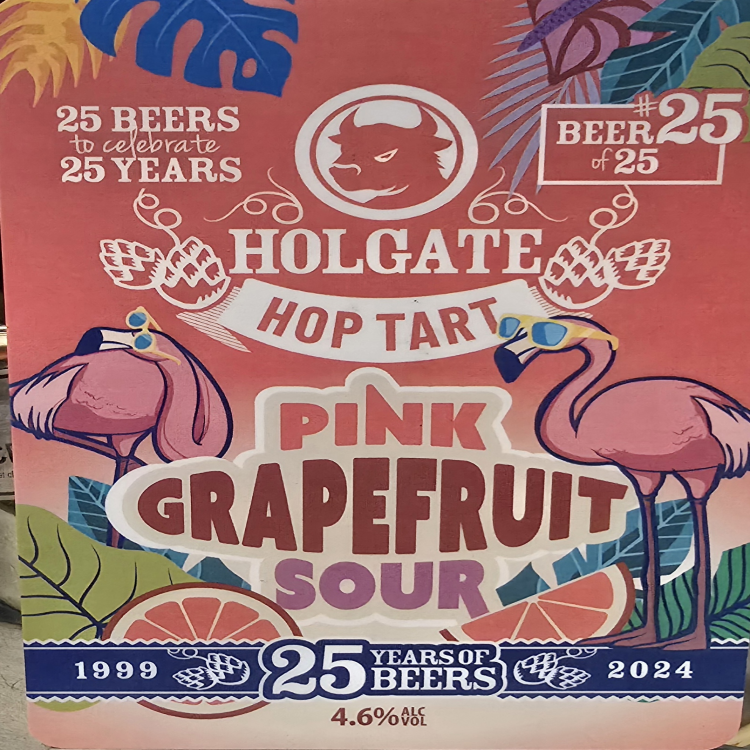 25 BEERS
to celebrate
25 YEARS
BEER #25
of 25
HOLGATE
HOP TART
PINK
GRAPEFRUIT
SOUR
1999
25 YEARS OF
BEERS
2024
4.6% ALC
VOL